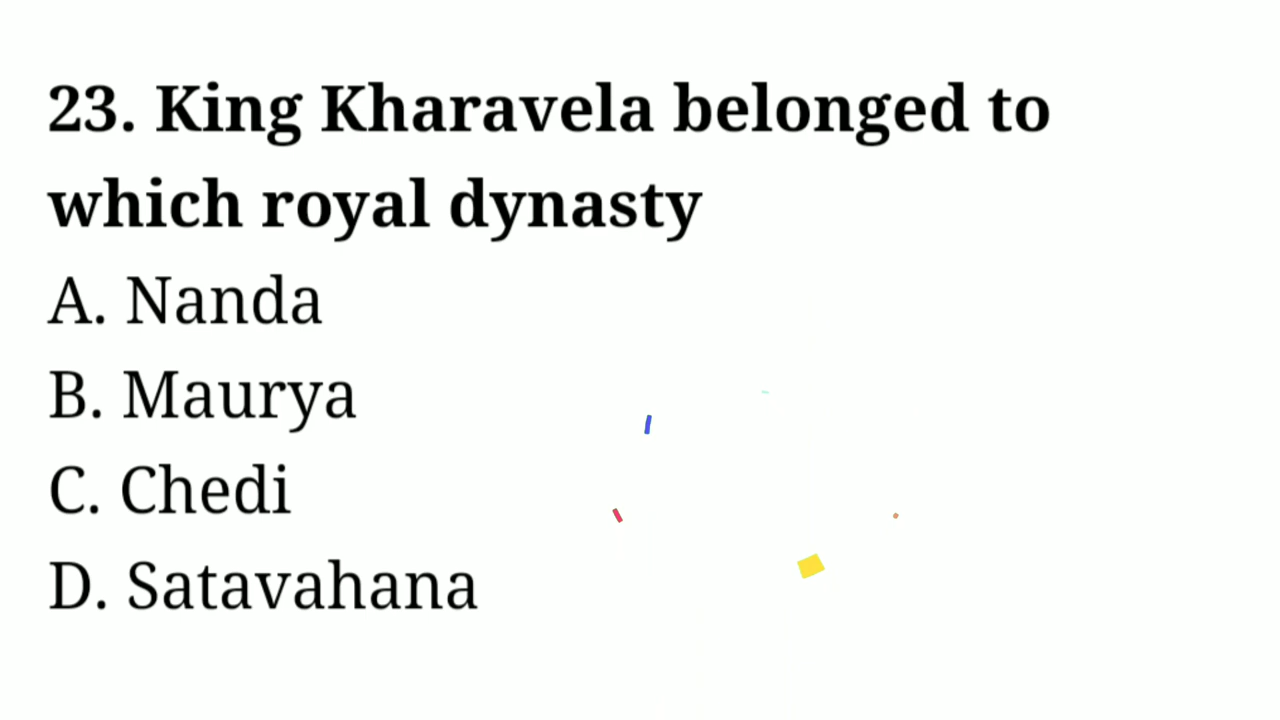 23. King Kharavela belonged to
which royal dynasty
A. Nanda
B. Maurya
C. Chedi
D. Satavahana